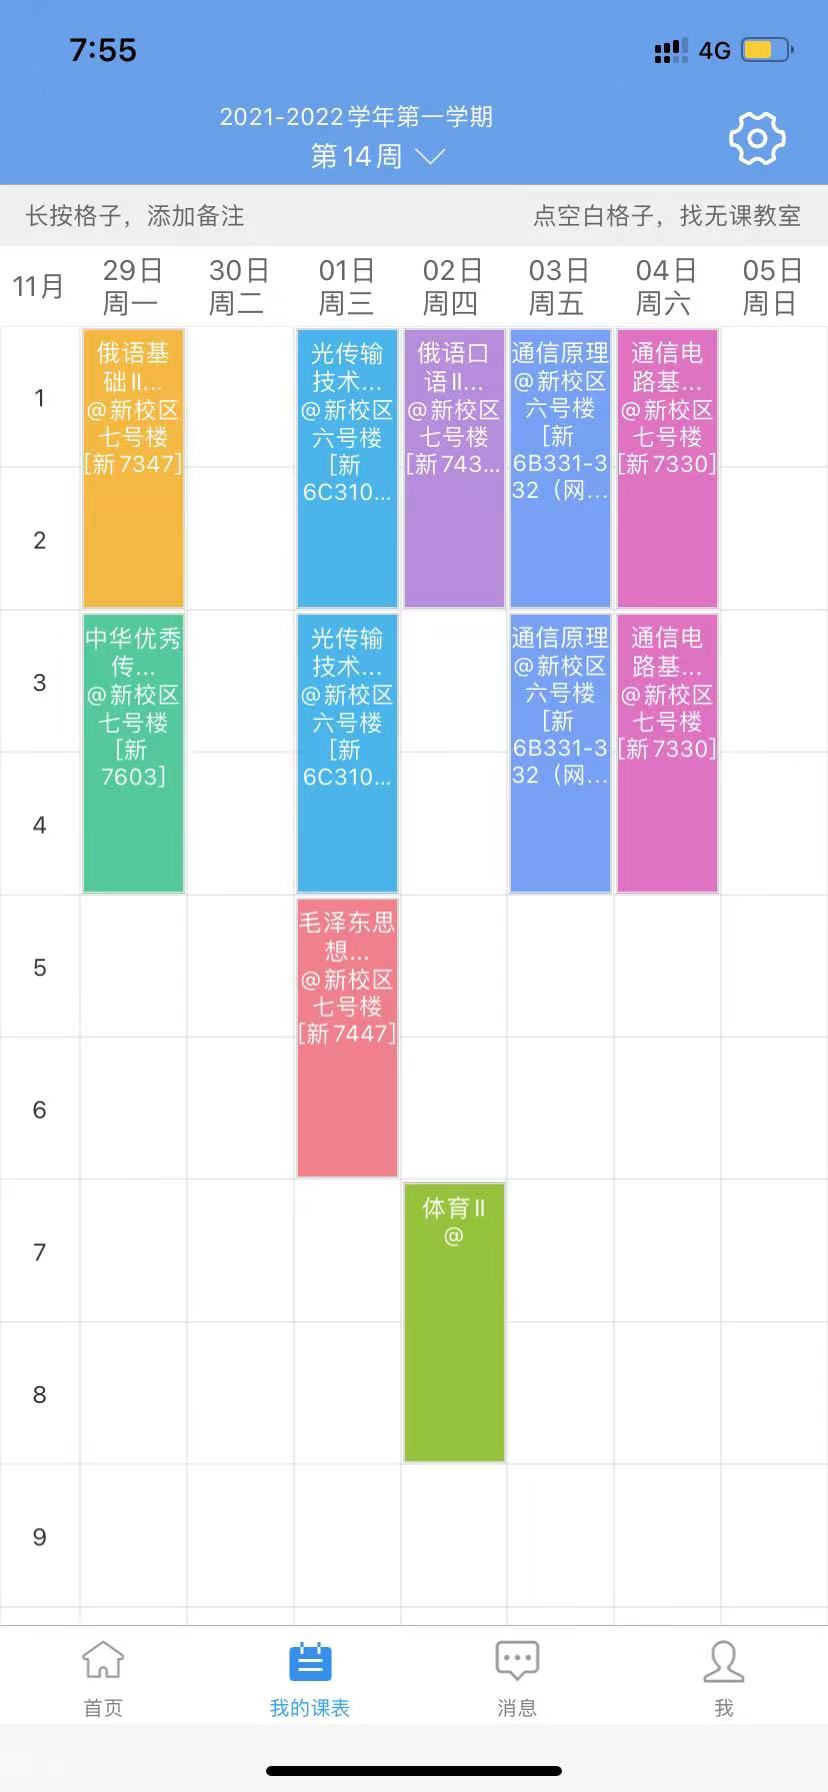 7:55
4G
2021-2022学年第一学期
第14周
长按格子，添加备注
点空白格子，找无课教室
11月
29日
周一
30日
周二
01日
周三
02日
周四
03日
周五
04日
周六
05日
周日
1
2
3
4
5
6
7
8
9
俄语基
础II...
@新校区
七号楼
[新7347]
中华优秀
传...
@新校区
七号楼
[新
7603]
光传输
技术...
@新校区
六号楼
[新
6C310...
光传输
技术...
@新校区
六号楼
[新
6C310...
毛泽东思
想...
@新校区
七号楼
[新7447]
俄语口
语II...
@新校区
七号楼
[新743...
体育II
@
通信原理
@新校区
六号楼
[新
6B331-3
32（网...
通信原理
@新校区
六号楼
[新
6B331-3
32（网...
通信电
路基...
@新校区
七号楼
[新7330]
通信电
路基...
@新校区
七号楼
[新7330]
首页
我的课表
消息
我